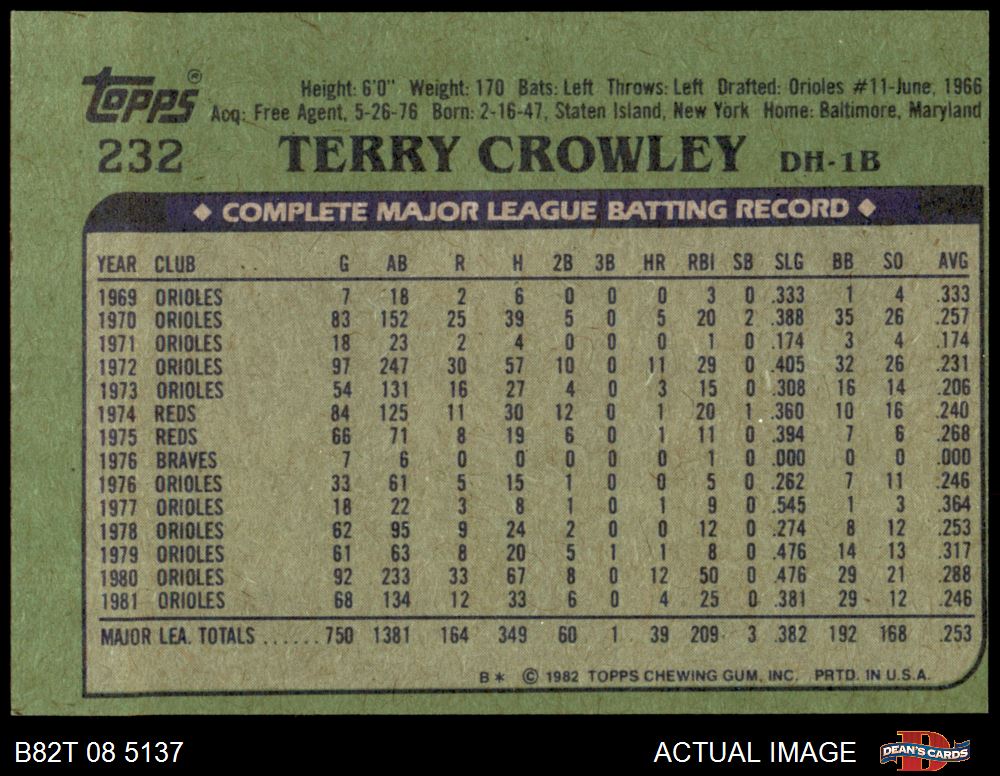 Topps®
Height: 6'0" Weight: 170 Bats: Left Throws: Left Drafted: Orioles #11-June, 1966
Acq: Free Agent, 5-26-76 Born: 2-16-47, Staten Island, New York Home: Baltimore, Maryland
232 TERRY CROWLEY DH-1B
◆ COMPLETE MAJOR LEAGUE BATTING RECORD ◆
YEAR CLUB G AB R H 2B 3B HR RBI SB SLG BB SO AVG
1969 ORIOLES 7 18 2 6 0 0 0 3 0 .333 1 4 .333
1970 ORIOLES 83 152 25 39 5 0 5 20 2 .388 35 26 .257
1971 ORIOLES 18 23 2 4 0 0 0 1 0 .174 3 4 .174
1972 ORIOLES 97 247 30 57 10 0 11 29 0 .405 32 26 .231
1973 ORIOLES 54 131 16 27 4 0 3 15 0 .308 16 14 .206
1974 REDS 84 125 11 30 12 0 1 20 1 .360 10 16 .240
1975 REDS 66 71 8 19 6 0 1 11 0 .394 7 6 .268
1976 BRAVES 7 6 0 0 0 0 0 1 0 .000 0 0 .000
1976 ORIOLES 33 61 5 15 1 0 0 5 0 .262 7 11 .246
1977 ORIOLES 18 22 3 8 1 0 1 9 0 .545 1 3 .364
1978 ORIOLES 62 95 9 24 2 0 0 12 0 .274 8 12 .253
1979 ORIOLES 61 63 8 20 5 1 1 8 0 .476 14 13 .317
1980 ORIOLES 92 233 33 67 8 0 12 50 0 .476 29 21 .288
1981 ORIOLES 68 134 12 33 6 0 4 25 0 .381 29 12 .246
MAJOR LEA. TOTALS ...... 750 1381 164 349 60 1 39 209 3 .382 192 168 .253
B* © 1982 TOPPS CHEWING GUM, INC. PRTD. IN U.S.A.
B82T 08 5137 ACTUAL IMAGE D DEAN'S CARDS